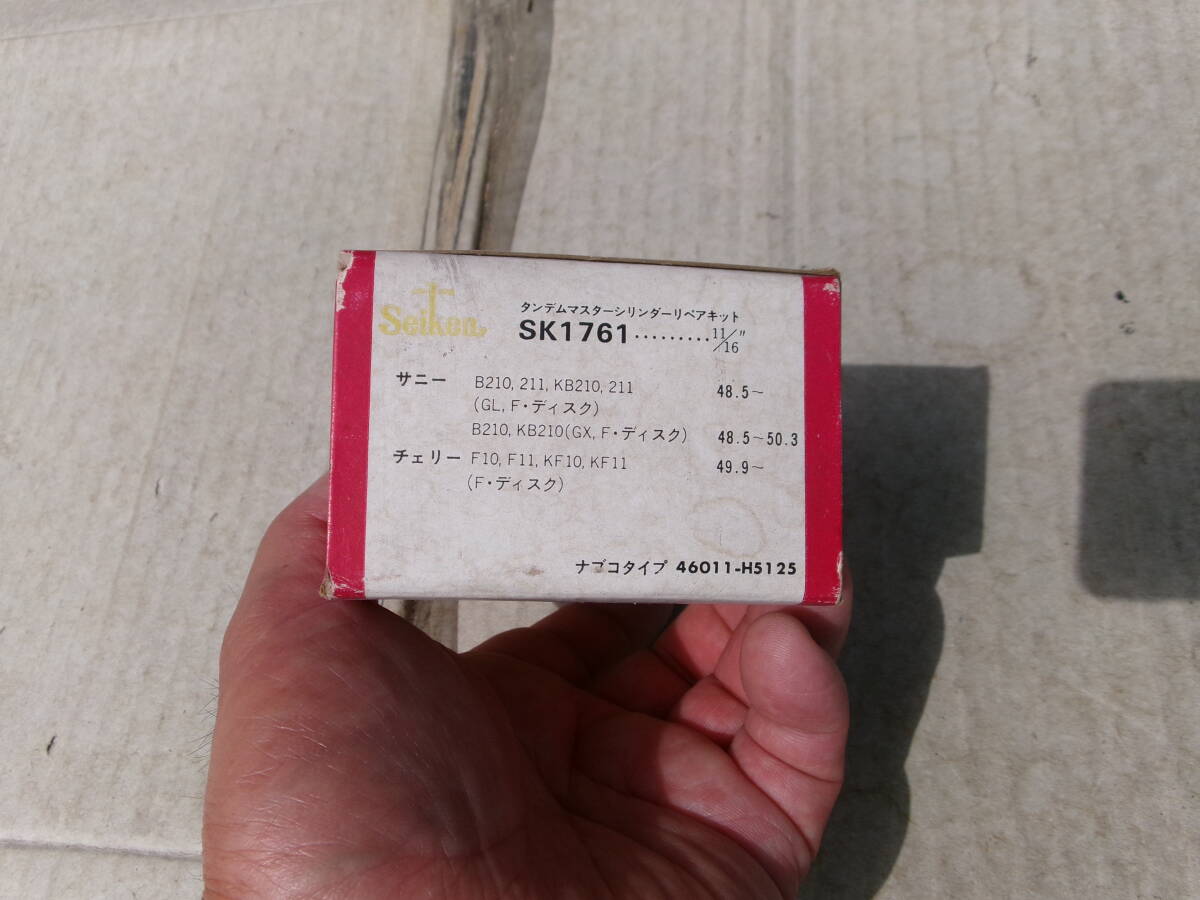 Seiken
タンデムマスターシリンダーリペアキット
SK1761·········11/16"
サニー B210, 211, KB210, 211 48.5~
(GL, F・ディスク)
B210, KB210(GX, F・ディスク) 48.5~50.3
チェリー F10, F11, KF10, KF11 49.9~
(F・ディスク)
ナブコタイプ 46011-H5125